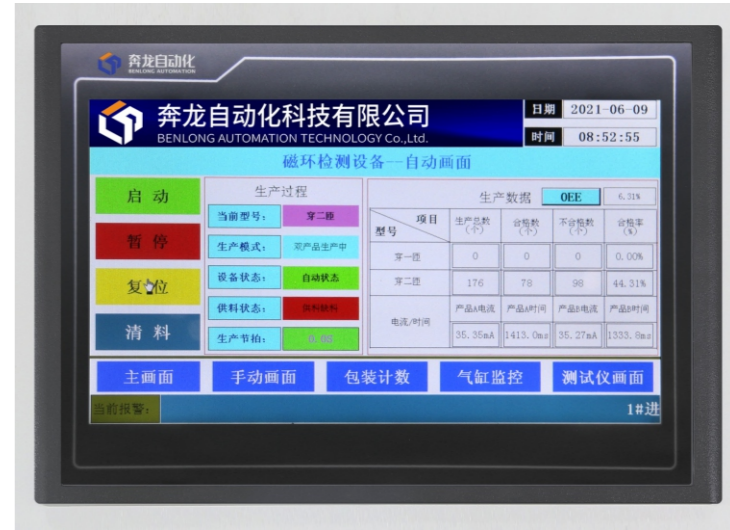 奔龙自动化
BENLONG AUTOMATION
奔龙自动化科技有限公司
BENLONG AUTOMATION TECHNOLOGY Co.,Ltd.
日期 2021-06-09
时间 08:52:55
磁环检测设备--自动画面
启 动
暂 停
复位
清 料
生产过程
当前型号: 穿二匝
生产模式: 双产品生产中
设备状态: 自动状态
供料状态: 供料缺料
生产节拍: 0.0S
生产数据 OEE 6.31%
项目 型号 生产总数(个) 合格数(个) 不合格数(个) 合格率(%)
穿一匝 0 0 0 0.00%
穿二匝 176 78 98 44.31%
电流/时间 产品A电流 产品A时间 产品B电流 产品B时间
35.35mA 1413.0ms 35.27mA 1333.8ms
主画面 手动画面 包装计数 气缸监控 测试仪画面
当前报警: 1#进